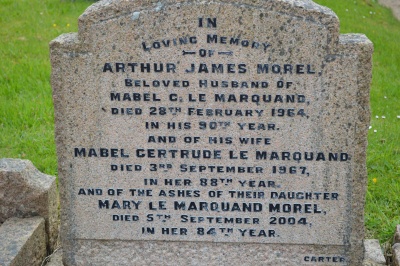 IN
LOVING MEMORY
OF
ARTHUR JAMES MOREL,
BELOVED HUSBAND OF
MABEL G. LE MARQUAND,
DIED 28TH FEBRUARY 1964,
IN HIS 90TH YEAR.
AND OF HIS WIFE
MABEL GERTRUDE LE MARQUAND
DIED 3RD SEPTEMBER 1967,
IN HER 88TH YEAR.
AND OF THE ASHES OF THEIR DAUGHTER
MARY LE MARQUAND MOREL,
DIED 5TH SEPTEMBER 2004,
IN HER 84TH YEAR.
CARTER